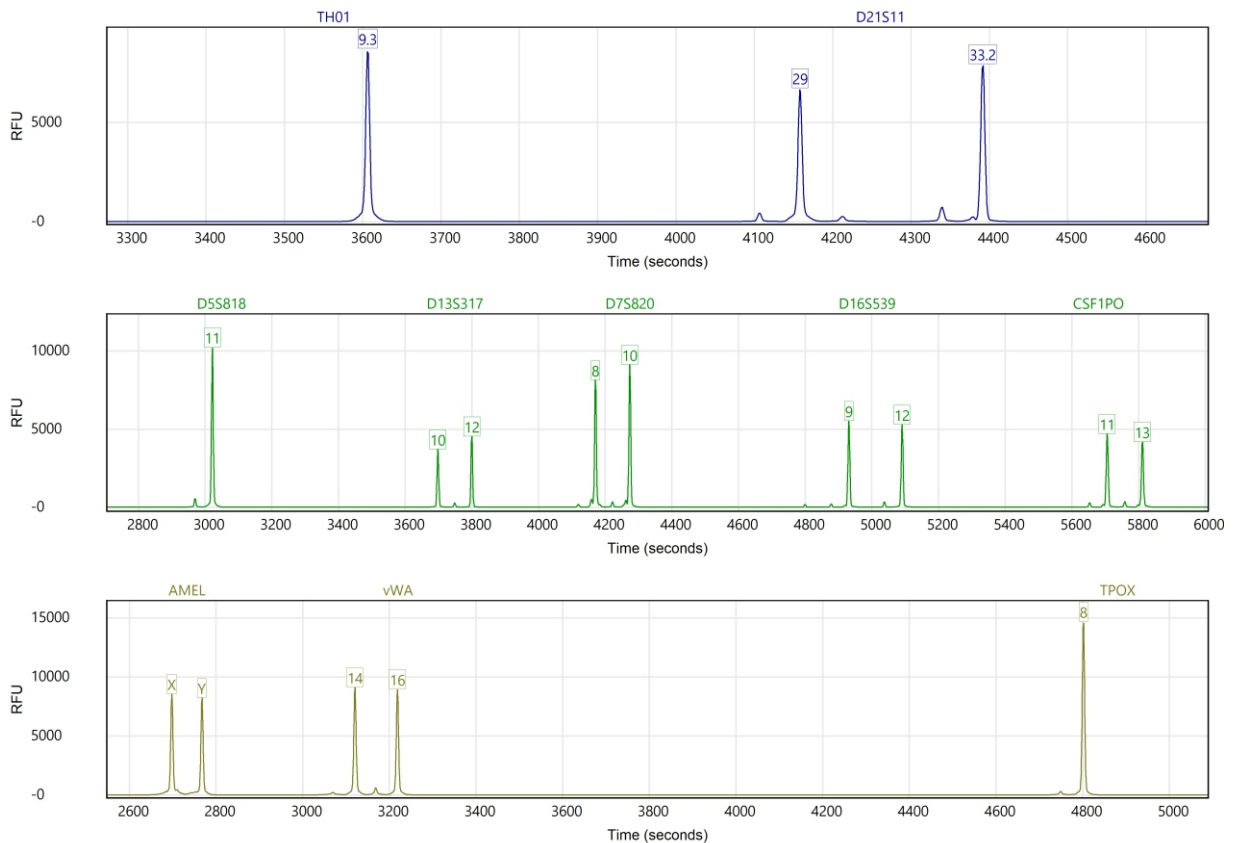 TH01 D21S11
9.3
33.2
29
RFU
5000
-0
3300 3400 3500 3600 3700 3800 3900 4000 4100 4200 4300 4400 4500 4600
Time (seconds)
D5S818 D13S317 D7S820 D16S539 CSF1PO
11
10
8
9
12
12
10
11
13
RFU
10000
5000
-0
2800 3000 3200 3400 3600 3800 4000 4200 4400 4600 4800 5000 5200 5400 5600 5800 6000
Time (seconds)
AMEL vWA TPOX
8
X
Y
14
16
RFU
15000
10000
5000
-0
2600 2800 3000 3200 3400 3600 3800 4000 4200 4400 4600 4800 5000
Time (seconds)